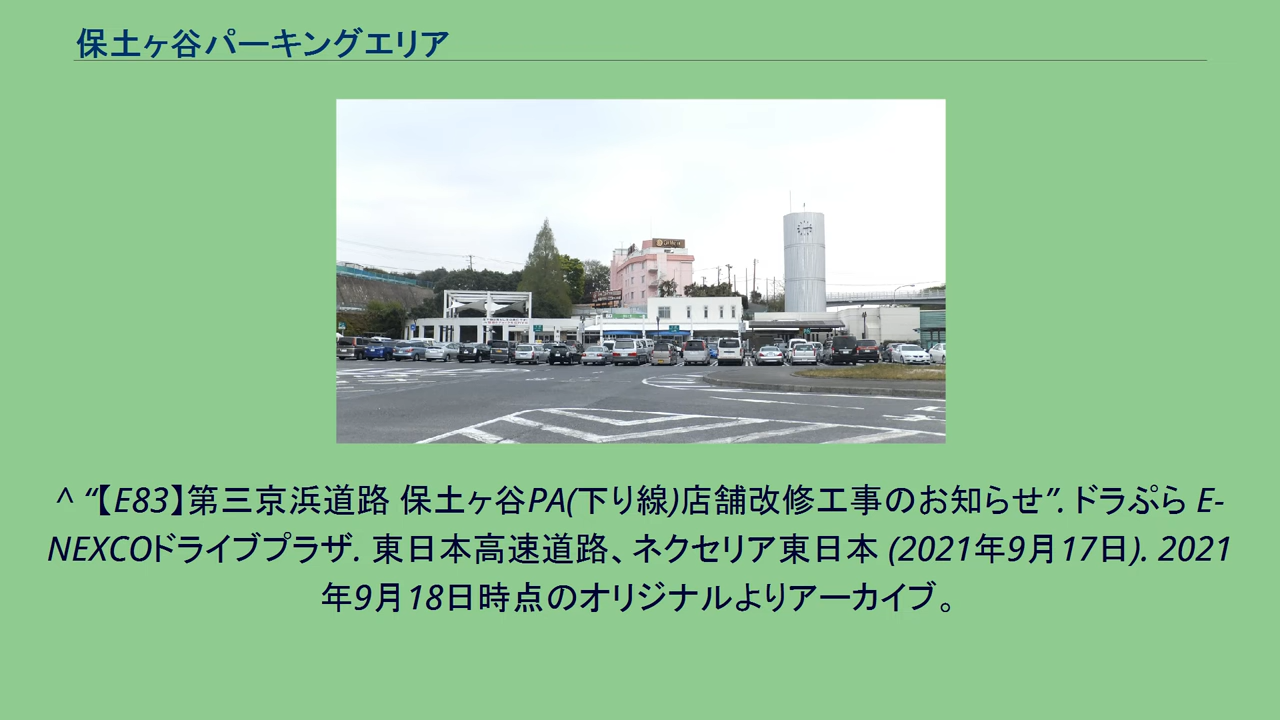 保土ヶ谷パーキングエリア
^ “【E83】第三京浜道路 保土ヶ谷PA(下り線)店舗改修工事のお知らせ”. ドラぷら E-
NEXCOドライブプラザ. 東日本高速道路、ネクセリア東日本 (2021年9月17日). 2021
年9月18日時点のオリジナルよりアーカイブ。